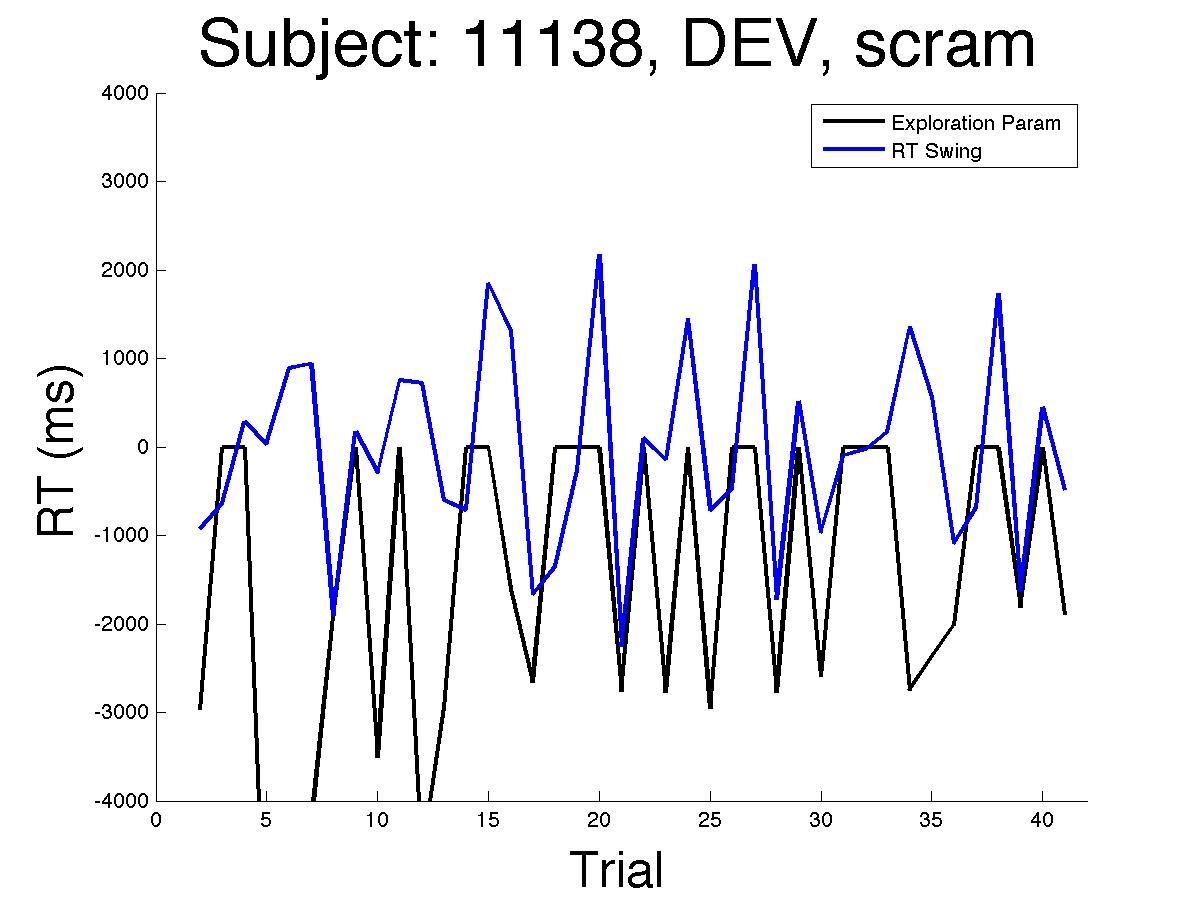 Subject: 11138, DEV, scram
4000
3000
2000
1000
0
-1000
-2000
-3000
-4000
RT (ms)
Exploration Param
RT Swing
0 5 10 15 20 25 30 35 40
Trial